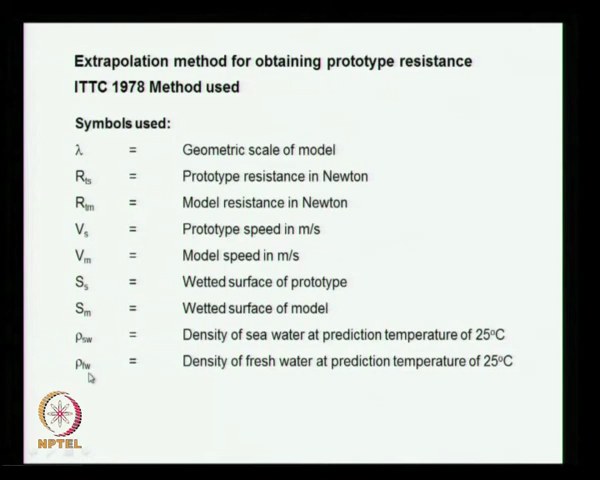 Extrapolation method for obtaining prototype resistance
ITTC 1978 Method used
Symbols used:
λ = Geometric scale of model
Rts = Prototype resistance in Newton
Rtm = Model resistance in Newton
Vs = Prototype speed in m/s
Vm = Model speed in m/s
Ss = Wetted surface of prototype
Sm = Wetted surface of model
ρsw = Density of sea water at prediction temperature of 25oC
ρfw = Density of fresh water at prediction temperature of 25oC
NPTEL